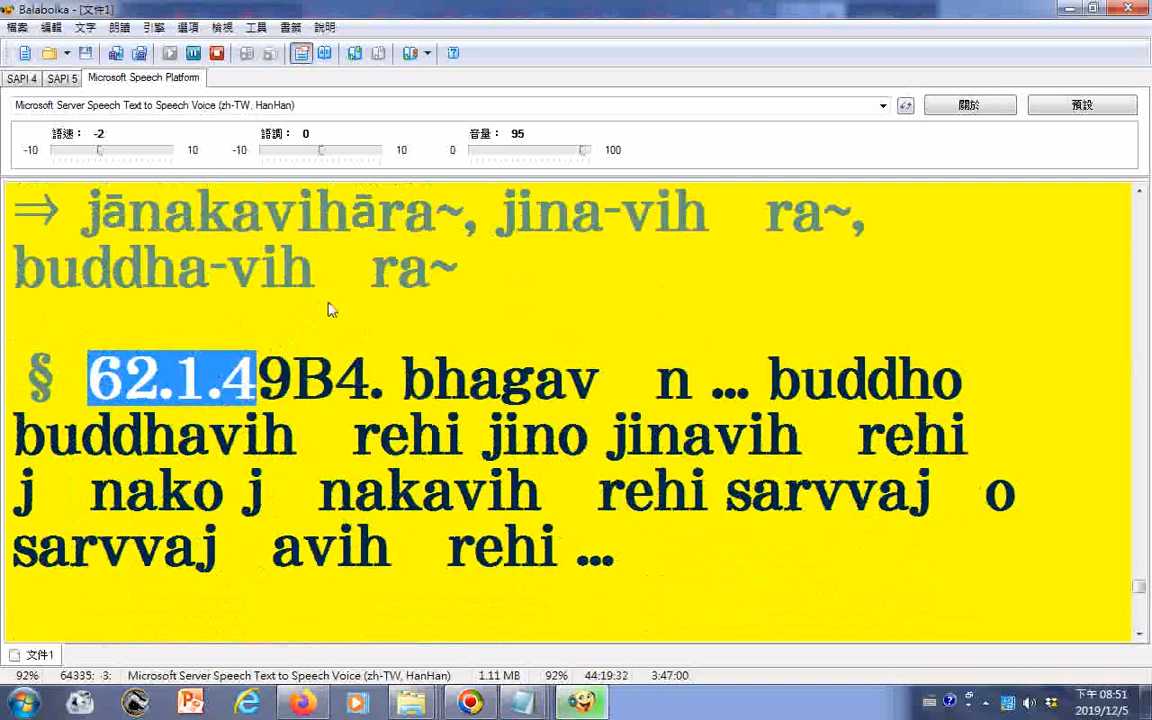 Balabolka - [文件1]
檔案 編輯 文字 朗讀 引擎 選項 檢視 工具 書籤 說明
SAPI 4 SAPI 5 Microsoft Speech Platform
Microsoft Server Speech Text to Speech Voice (zh-TW, HanHan) 關於 預設
語速： -2 語調： 0 音量： 95
-10 10 -10 10 0 100
⇒ jānakavihāra~, jina-vih ra~,
buddha-vih ra~
§ 62.1.49B4. bhagav n ... buddho
buddhavih rehi jino jinavih rehi
j nako j nakavih rehi sarvvaj o
sarvvaj avih rehi ...
文件1
92% 64335: 3: Microsoft Server Speech Text to Speech Voice (zh-TW, HanHan) 1.11 MB 92% 44:19:32 3:47:00
下午 08:51
2019/12/5